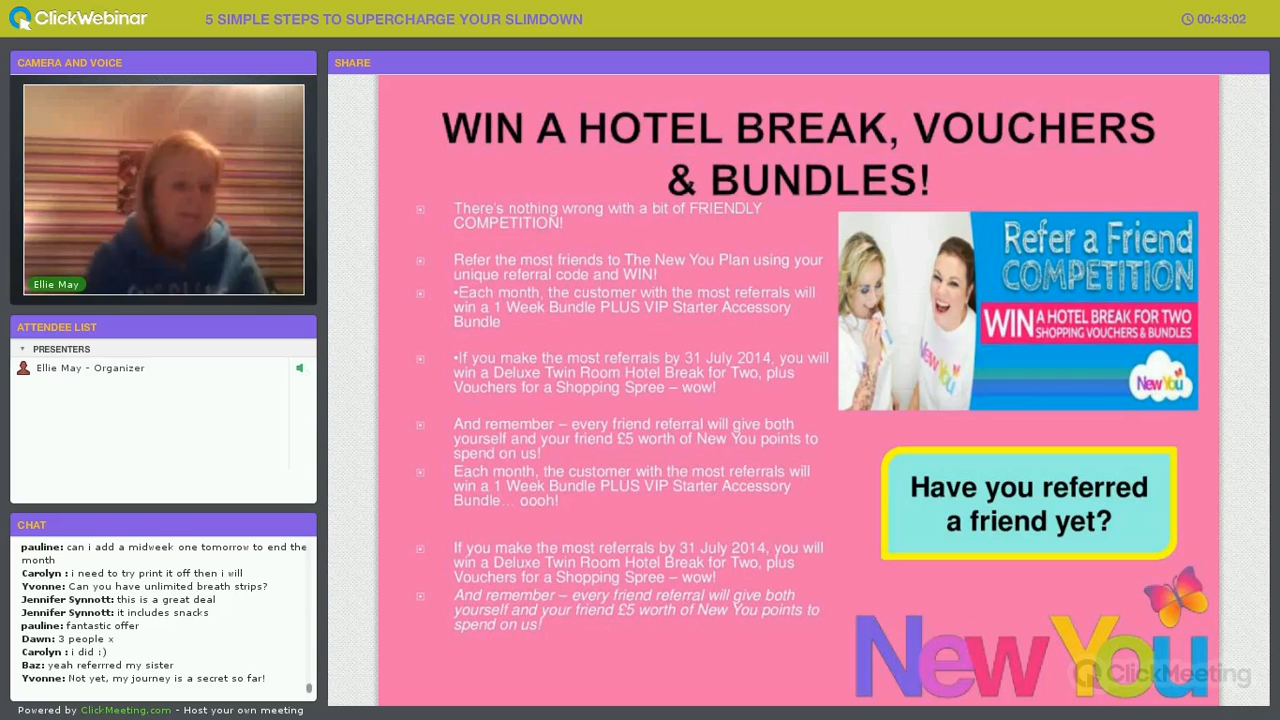 ClickWebinar
5 SIMPLE STEPS TO SUPERCHARGE YOUR SLIMDOWN
00:43:02
CAMERA AND VOICE
Ellie May
ATTENDEE LIST
PRESENTERS
Ellie May - Organizer
CHAT
pauline: can i add a midweek one tomorrow to end the
month
Carolyn : i need to try print it off then i will
Yvonne: Can you have unlimited breath strips?
Jennifer Synnott: this is a great deal
Jennifer Synnott: it includes snacks
pauline: fantastic offer
Dawn: 3 people x
Carolyn : i did :)
Baz: yeah referrred my sister
Yvonne: Not yet, my journey is a secret so far!
Powered by ClickMeeting.com - Host your own meeting
SHARE
WIN A HOTEL BREAK, VOUCHERS
& BUNDLES!
There's nothing wrong with a bit of FRIENDLY
COMPETITION!
Refer the most friends to The New You Plan using your
unique referral code and WIN!
•Each month, the customer with the most referrals will
win a 1 Week Bundle PLUS VIP Starter Accessory
Bundle
•If you make the most referrals by 31 July 2014, you will
win a Deluxe Twin Room Hotel Break for Two, plus
Vouchers for a Shopping Spree – wow!
And remember – every friend referral will give both
yourself and your friend £5 worth of New You points to
spend on us!
Each month, the customer with the most referrals will
win a 1 Week Bundle PLUS VIP Starter Accessory
Bundle… oooh!
If you make the most referrals by 31 July 2014, you will
win a Deluxe Twin Room Hotel Break for Two, plus
Vouchers for a Shopping Spree – wow!
And remember – every friend referral will give both
yourself and your friend £5 worth of New You points to
spend on us!
Refer a Friend
COMPETITION
WIN A HOTEL BREAK FOR TWO
SHOPPING VOUCHERS & BUNDLES
NewYou
NewYou
Have you referred
a friend yet?
NewYou
ClickMeeting